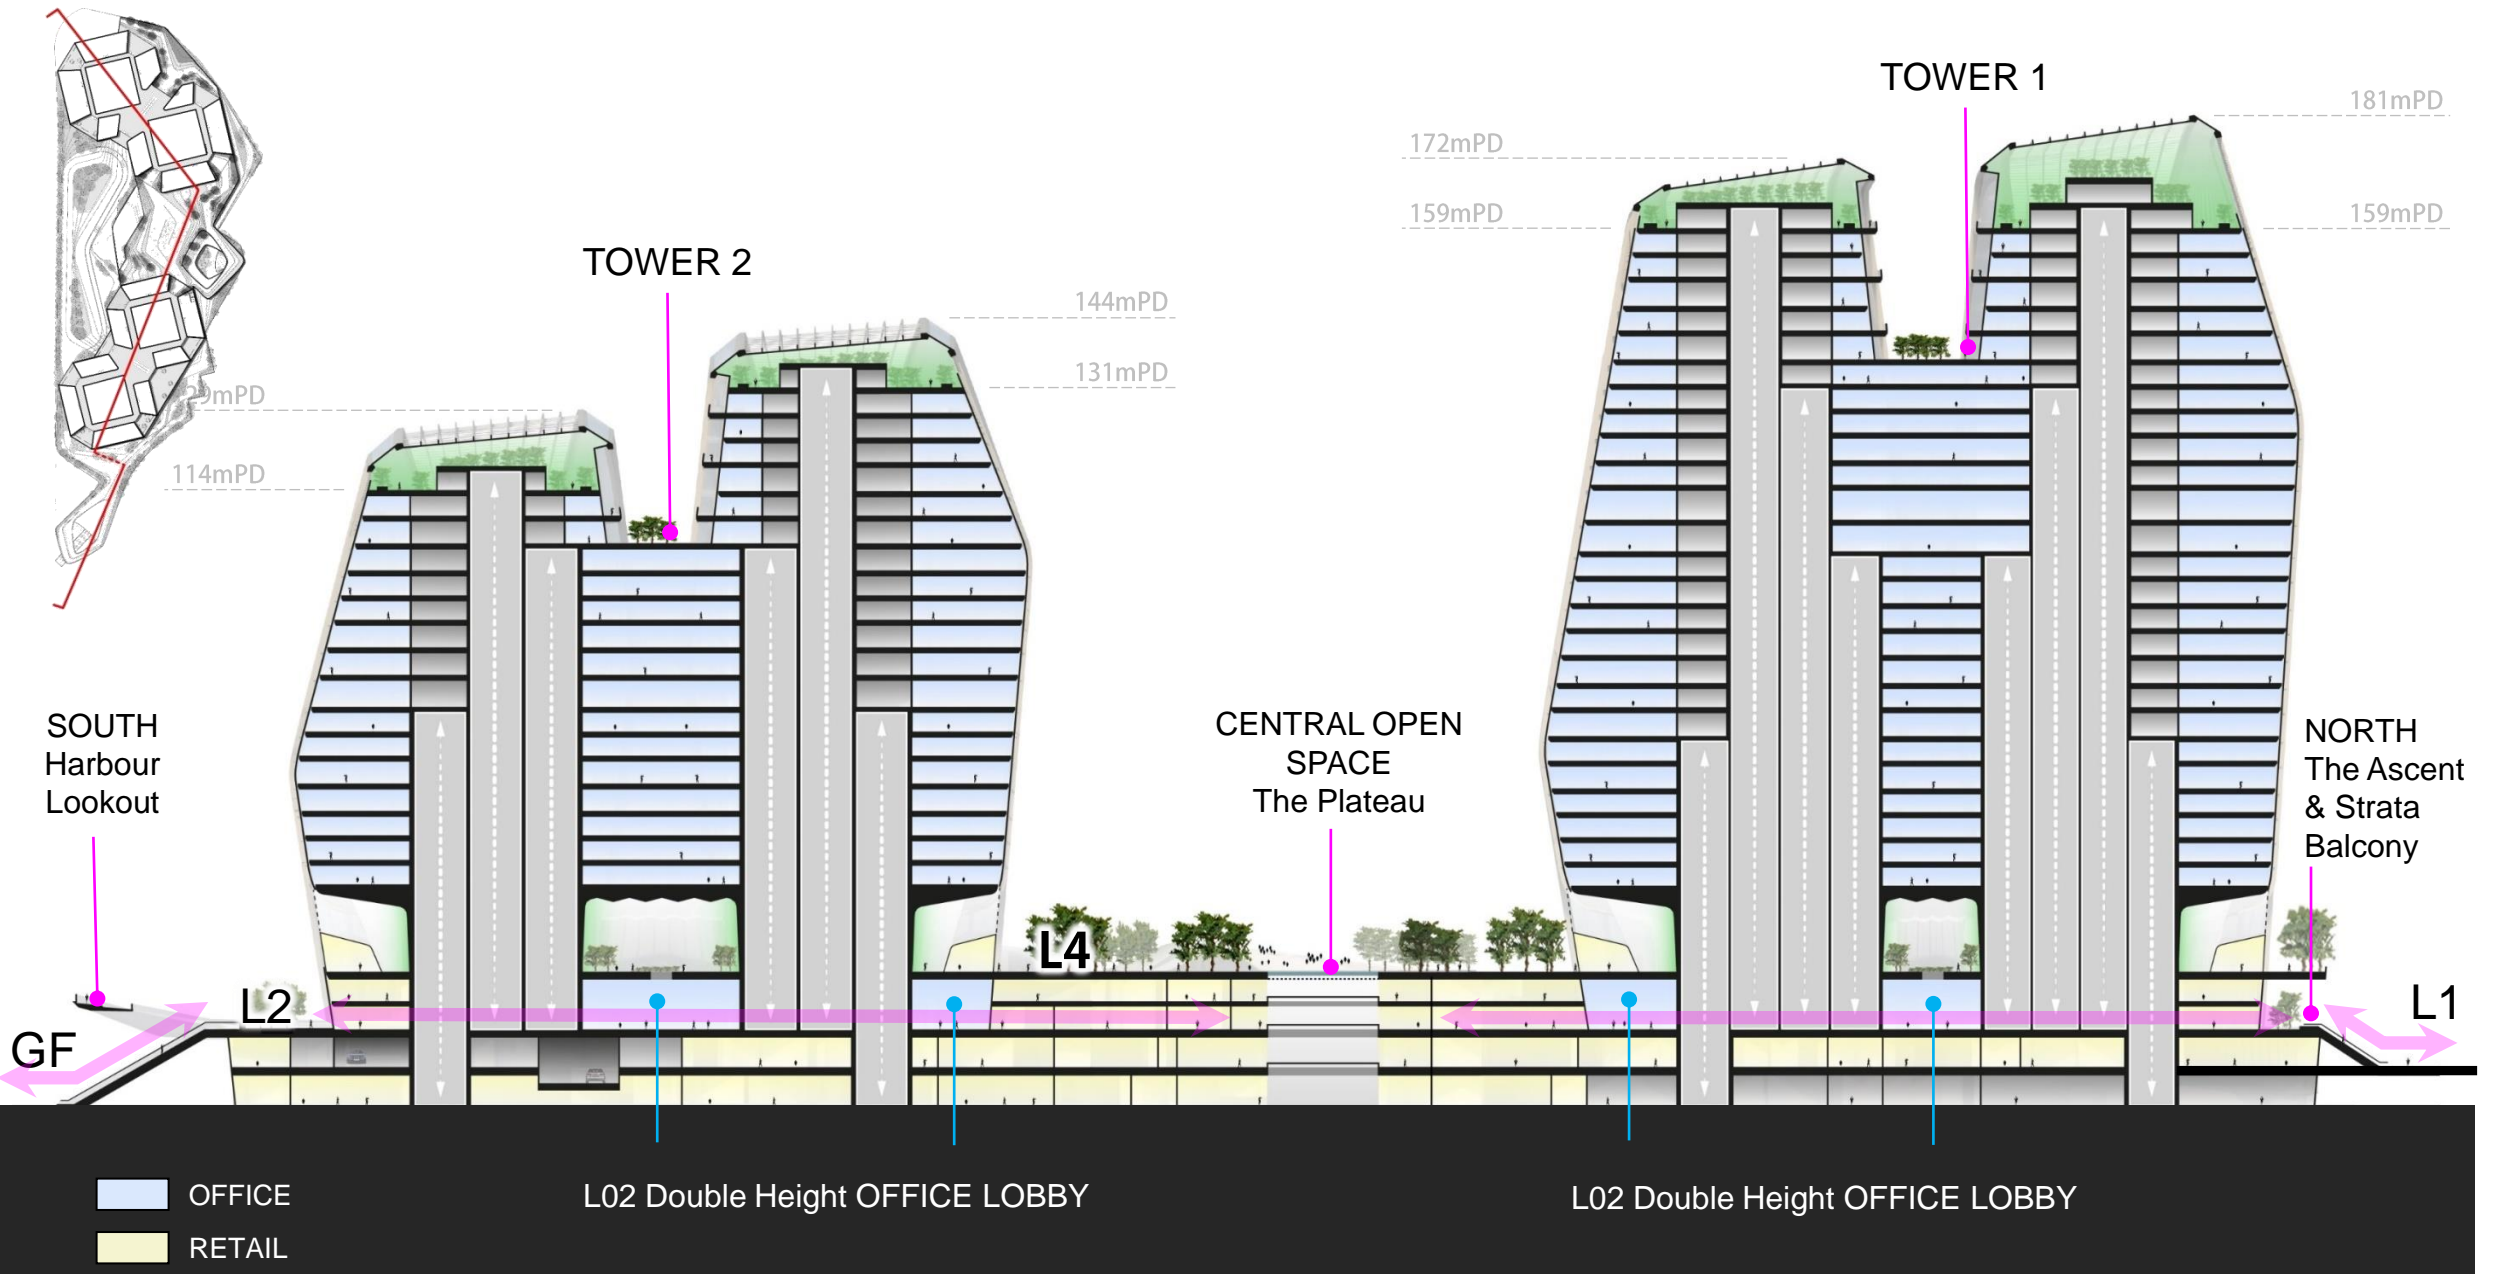 TOWER 1
181mPD
172mPD
159mPD
159mPD
TOWER 2
144mPD
131mPD
29mPD
114mPD
SOUTH
Harbour
Lookout
CENTRAL OPEN
SPACE
The Plateau
NORTH
The Ascent
& Strata
Balcony
L4
L2
L1
GF
OFFICE
RETAIL
L02 Double Height OFFICE LOBBY
L02 Double Height OFFICE LOBBY